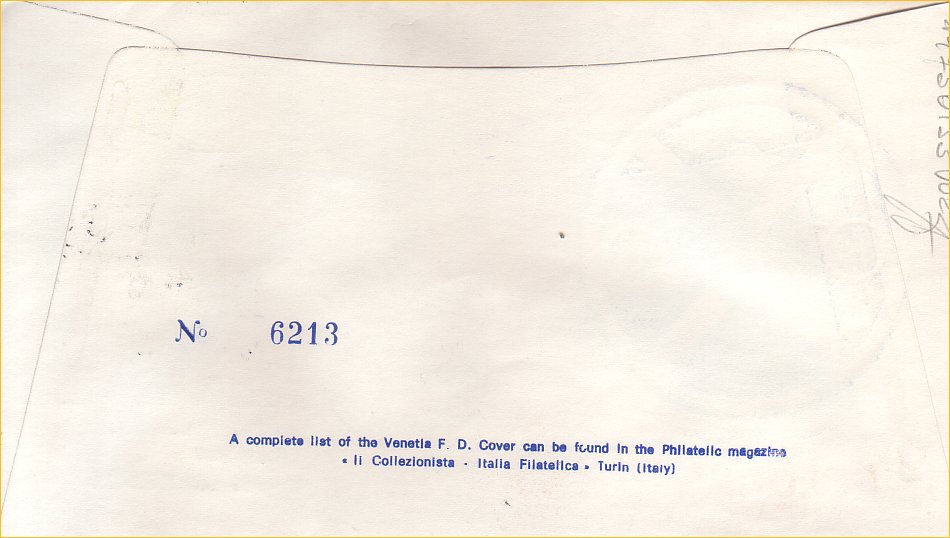 No 6213
A complete list of the Venetia F. D. Cover can be found in the Philatelic magazine
« Il Collezionista - Italia Filatelica » Turin (Italy)